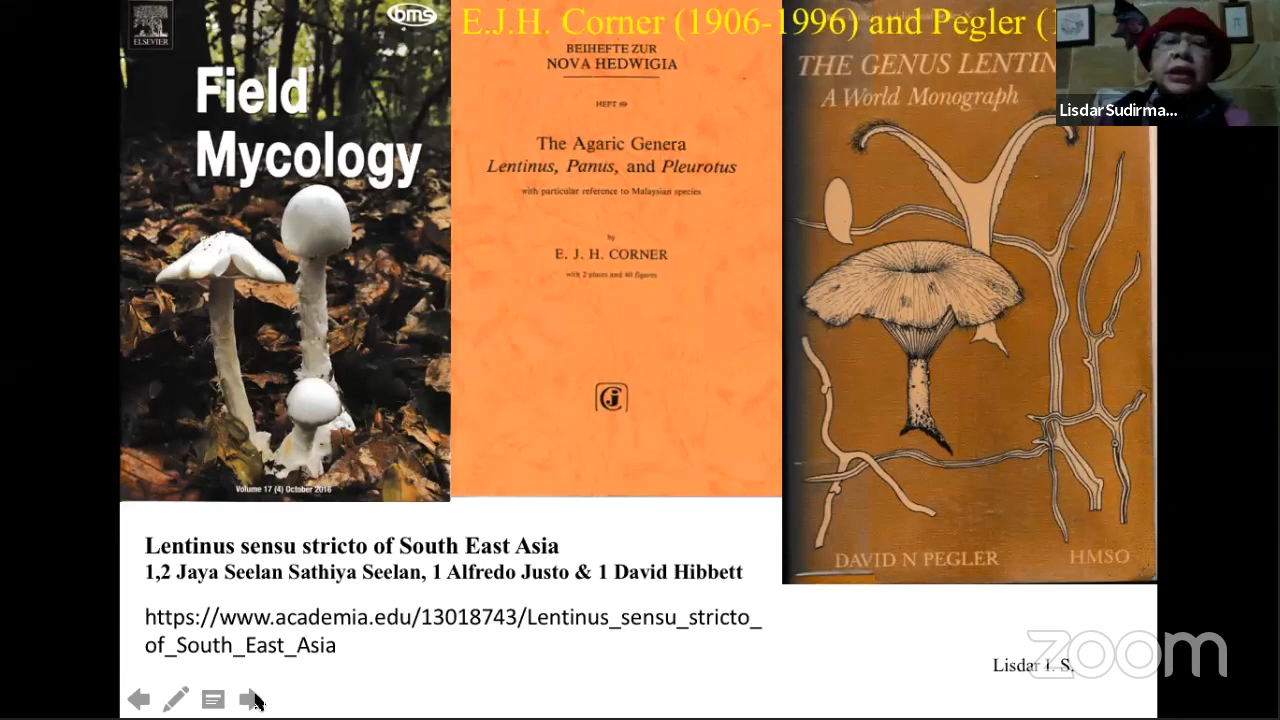 E.J.H. Corner (1906-1996) and Pegler (1
ELSEVIER
bms
Field
Mycology
Volume 17 (4) October 2016
BEIHEFTE ZUR
NOVA HEDWIGIA
HEFT 69
The Agaric Genera
Lentinus, Panus, and Pleurotus
with particular reference to Malaysian species
by
E. J. H. CORNER
with 2 plates and 40 figures
THE GENUS LENTIN
A World Monograph
DAVID N PEGLER
HMSO
Lisdar Sudirma...
Lentinus sensu stricto of South East Asia
1,2 Jaya Seelan Sathiya Seelan, 1 Alfredo Justo & 1 David Hibbett
https://www.academia.edu/13018743/Lentinus_sensu_stricto_
of_South_East_Asia
Lisdar I. S.
zoom